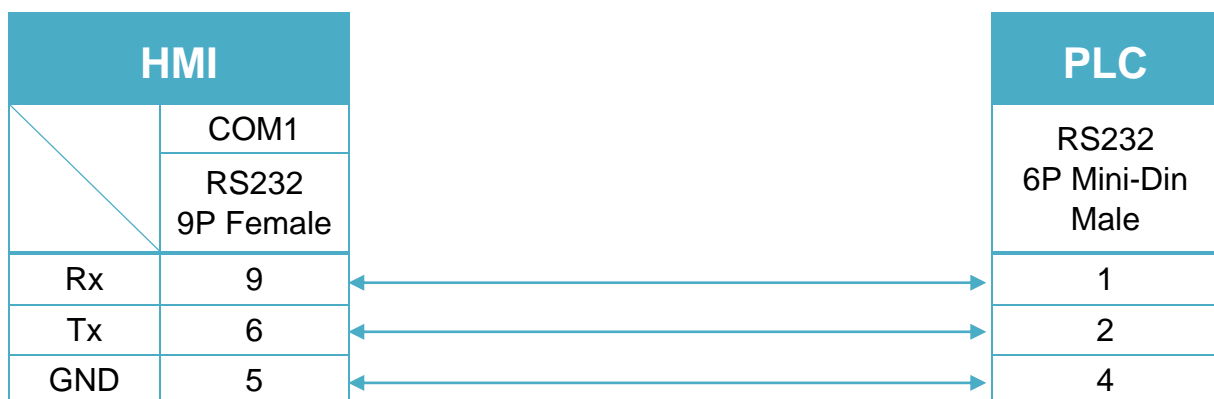 HMI
PLC
COM1
RS232
9P Female
RS232
6P Mini-Din
Male
Rx 9 1
Tx 6 2
GND 5 4